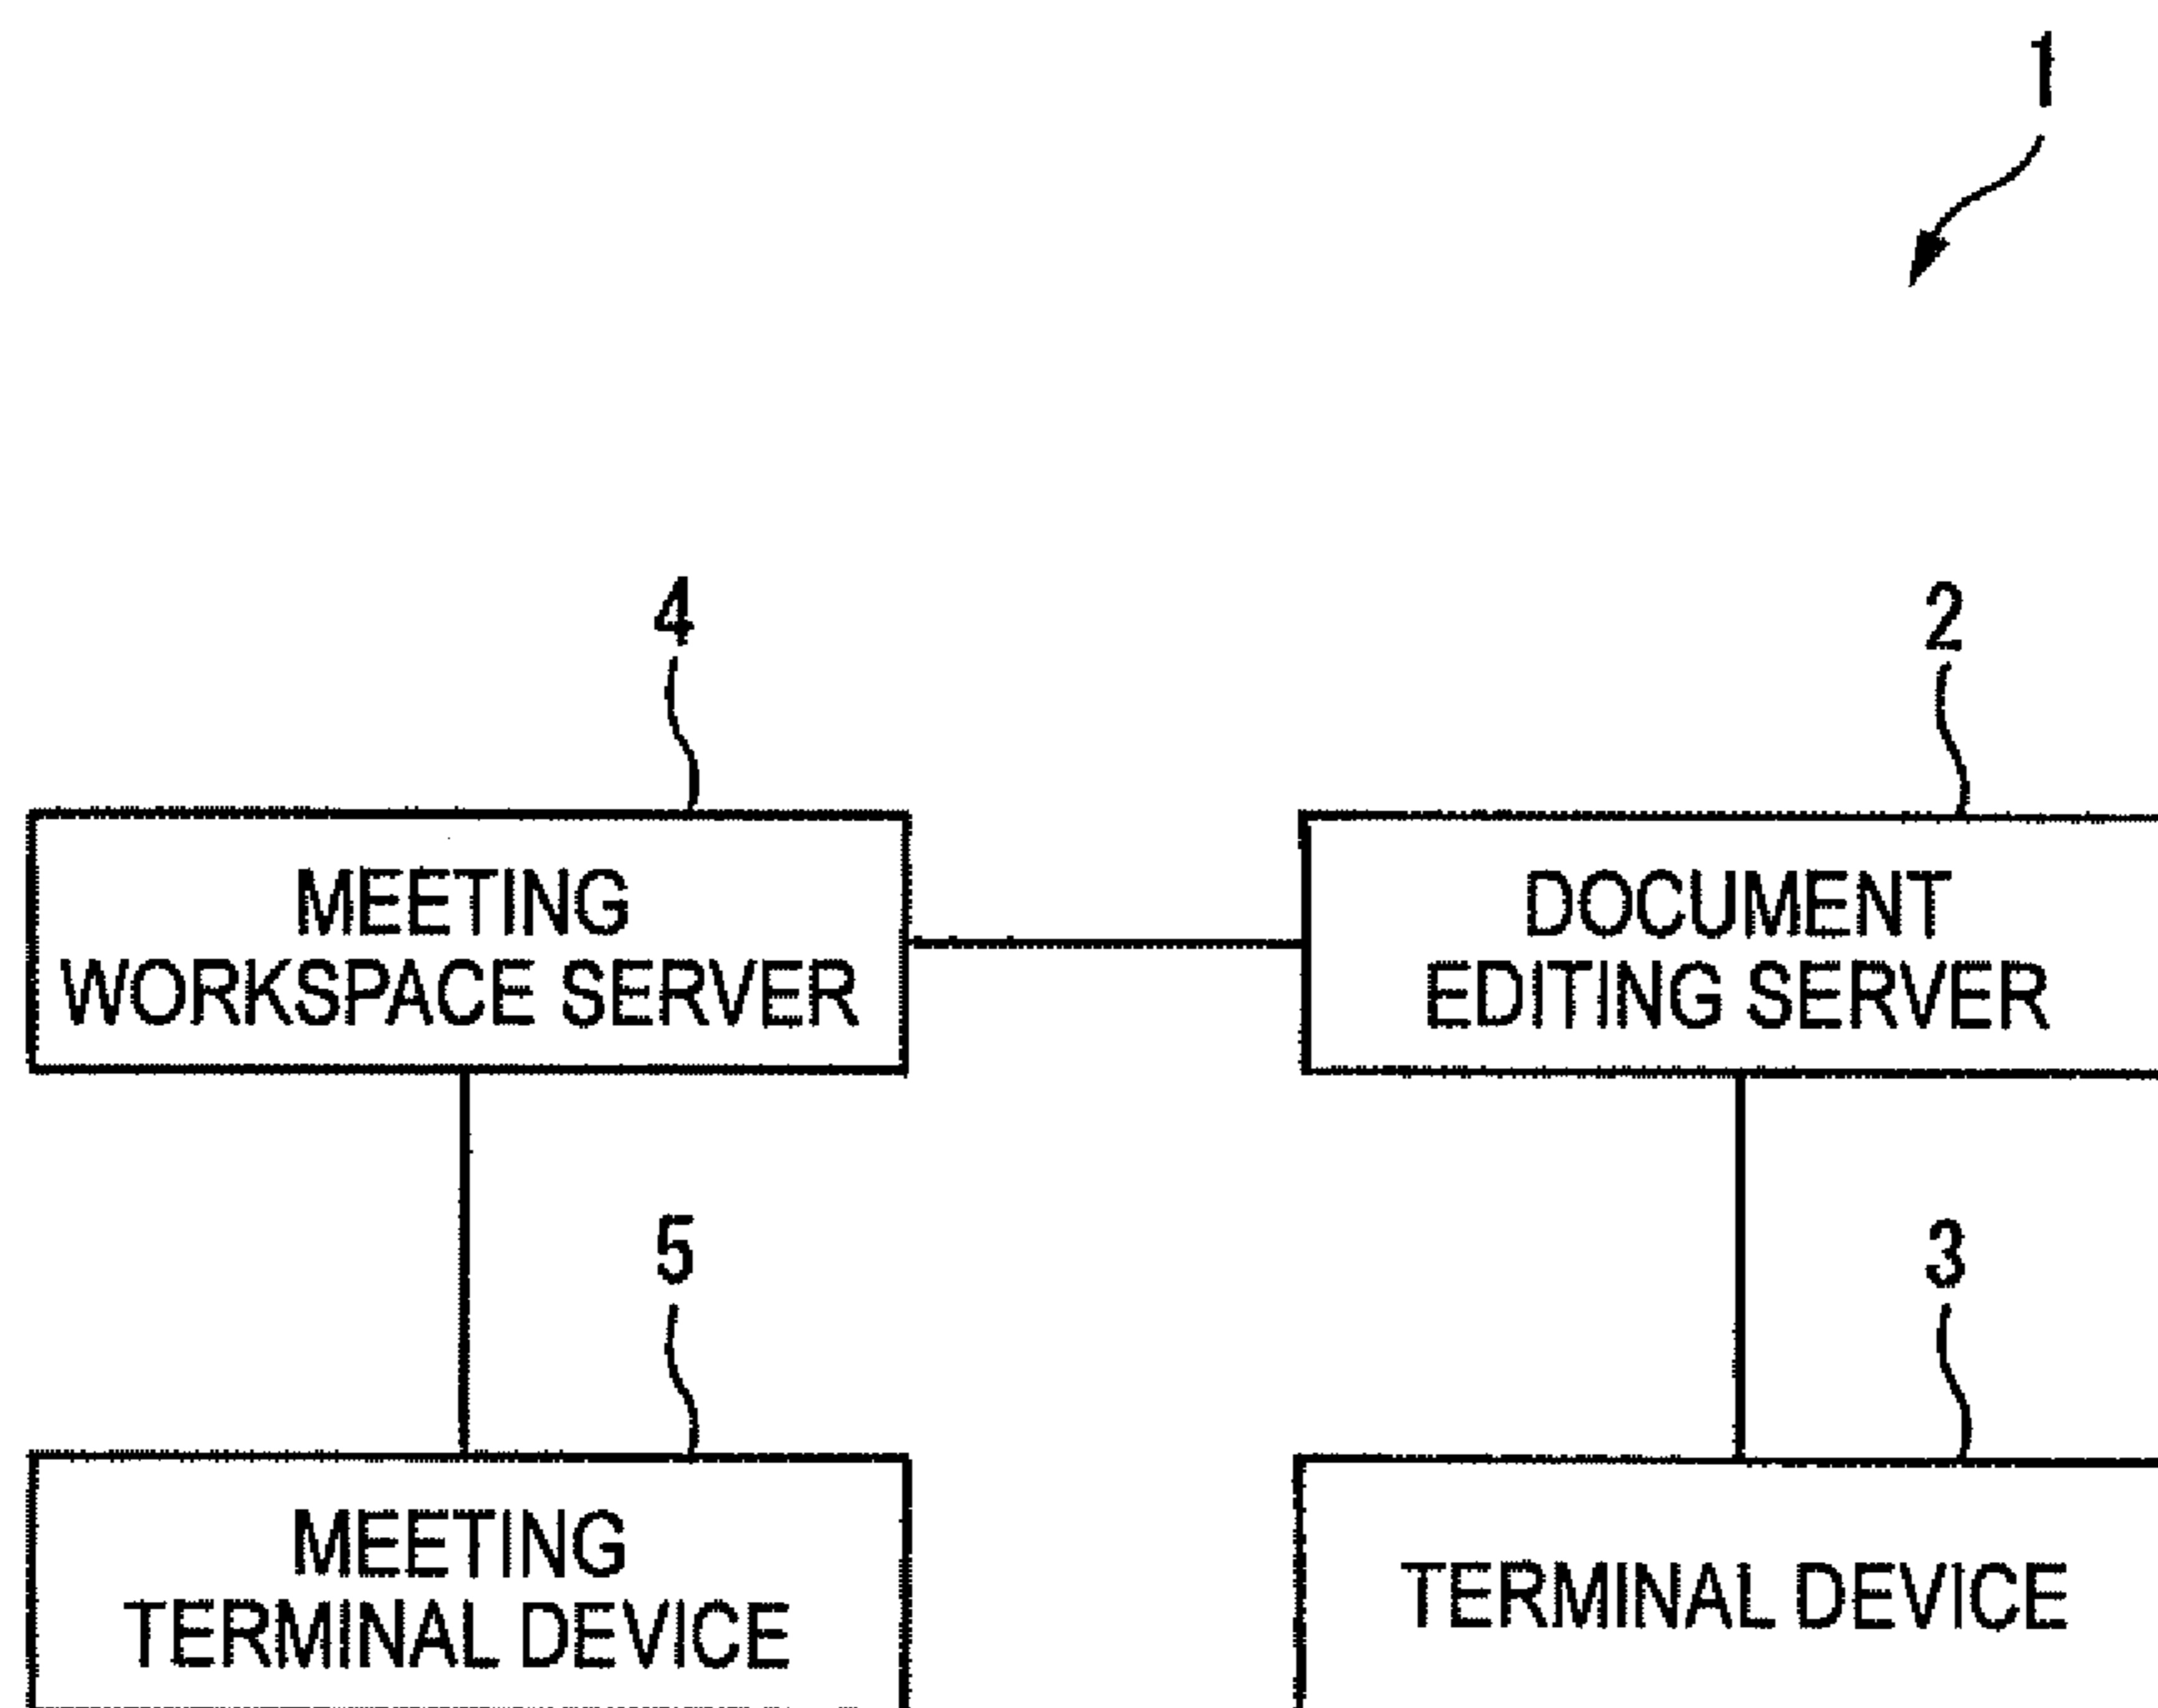 1
4
2
MEETING
WORKSPACE SERVER
DOCUMENT
EDITING SERVER
5
3
MEETING
TERMINAL DEVICE
TERMINAL DEVICE